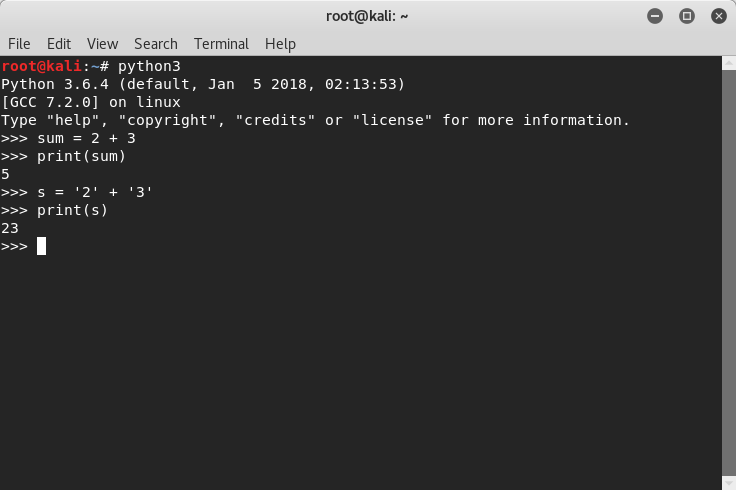 root@kali: ~
File Edit View Search Terminal Help
root@kali:~# python3
Python 3.6.4 (default, Jan  5 2018, 02:13:53)
[GCC 7.2.0] on linux
Type "help", "copyright", "credits" or "license" for more information.
>>> sum = 2 + 3
>>> print(sum)
5
>>> s = '2' + '3'
>>> print(s)
23
>>>